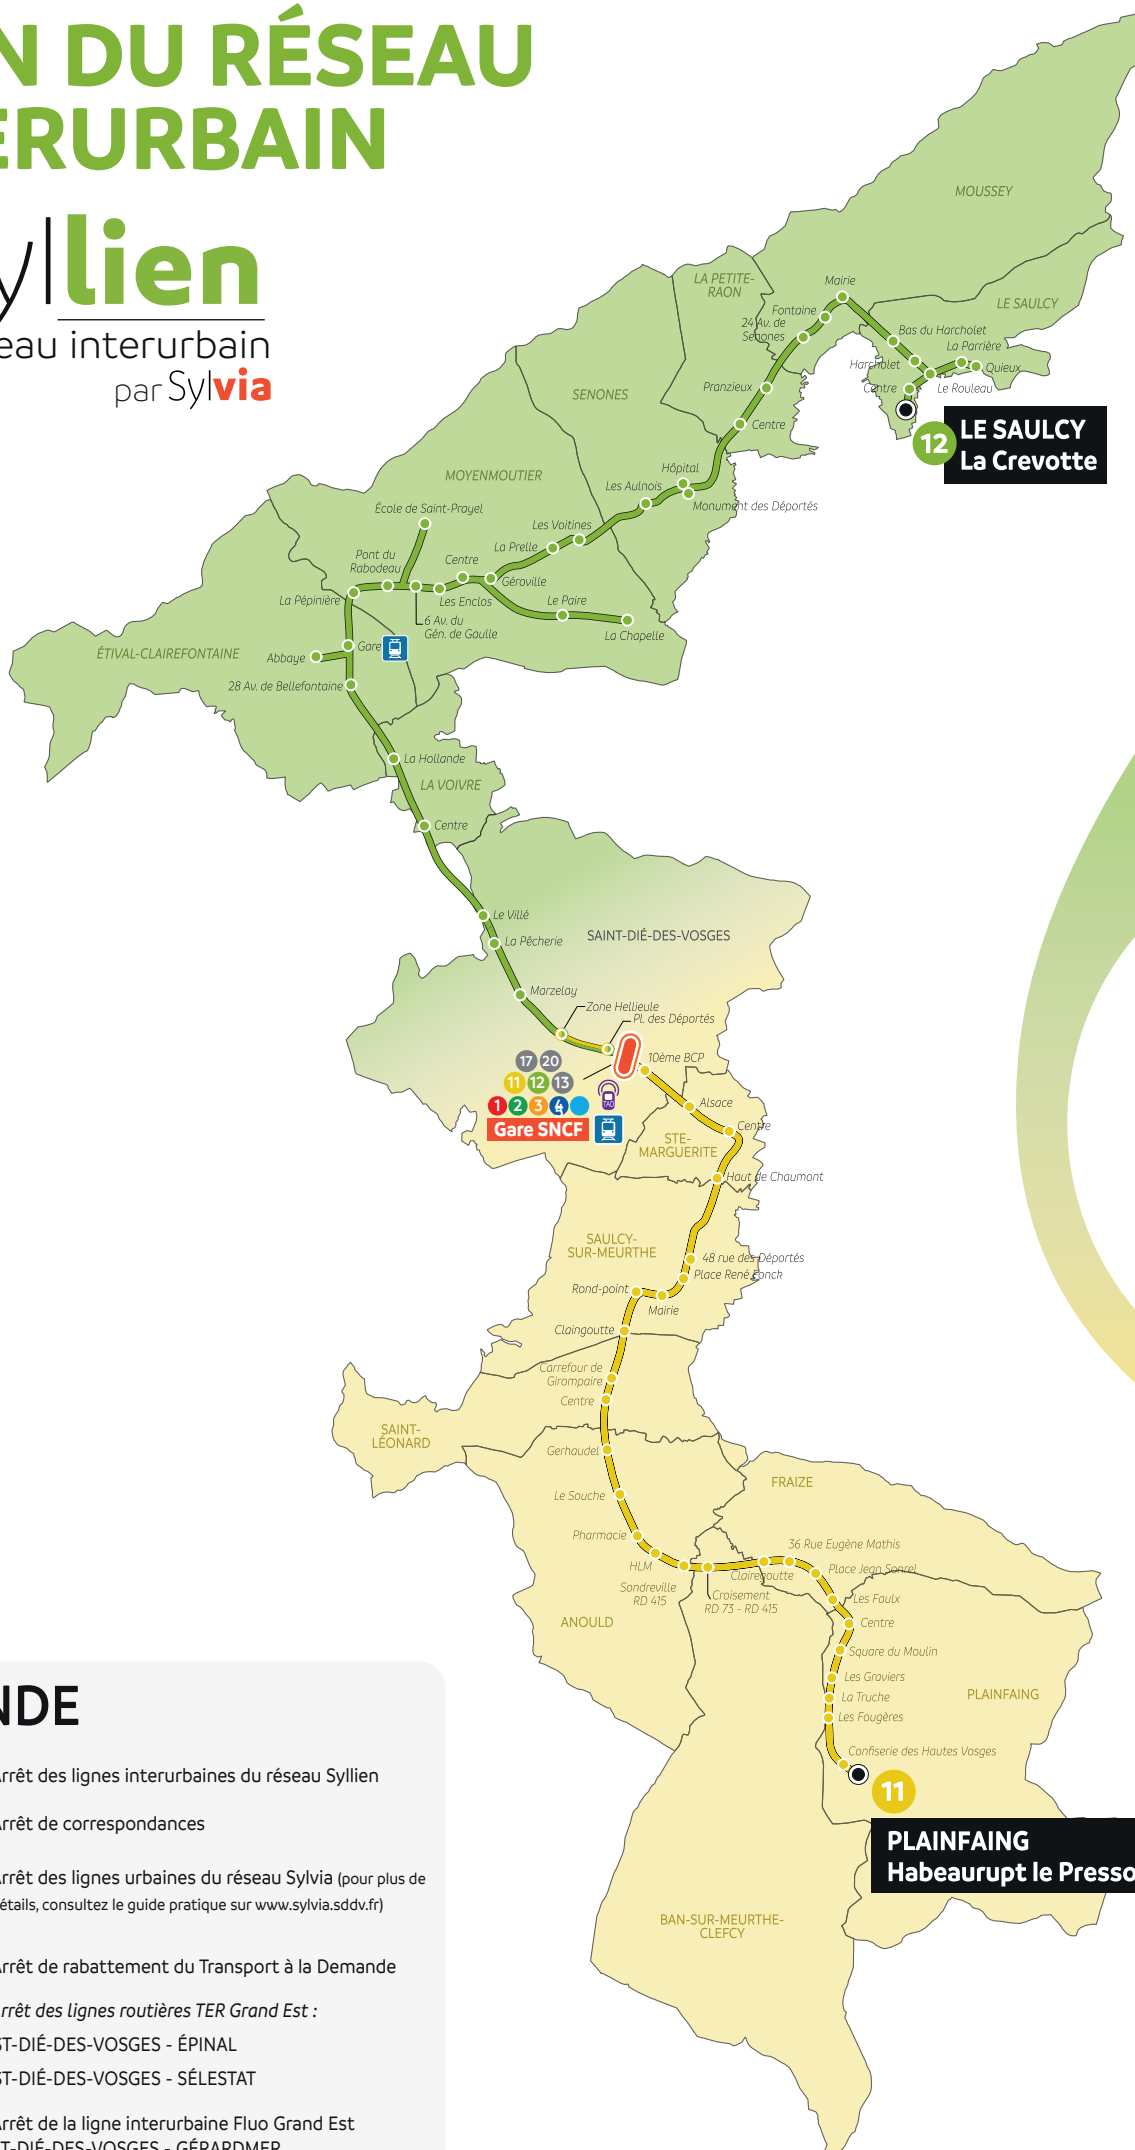 N DU RÉSEAU
ERURBAIN
yllien
eau interurbain
par Sylvia
MOUSSEY
LA PETITE-
RAON
LE SAULCY
Mairie
Fontaine
24 Av. de
Senones
Bas du Harcholet
La Parrière
Harcholet
Quieux
Centre
Le Rouleau
Pranzieux
SENONES
Centre
12
LE SAULCY
La Crevotte
MOYENMOUTIER
Hôpital
Les Aulnois
Monument des Déportés
École de Saint-Prayel
Les Voitines
La Prelle
Centre
Pont du
Rabodeau
Géroville
La Pépinière
Les Enclos
Le Paire
6 Av. du
Gén. de Gaulle
La Chapelle
ÉTIVAL-CLAIREFONTAINE
Abbaye
Gare
28 Av. de Bellefontaine
La Hollande
LA VOIVRE
Centre
Le Villé
SAINT-DIÉ-DES-VOSGES
La Pêcherie
Marzelay
Zone Hellieule
Pl. des Déportés
17 20
10ème BCP
11 12 13
1 2 3 4
TAD
Gare SNCF
Alsace
Centre
STE-
MARGUERITE
Haut de Chaumont
SAULCY-
SUR-MEURTHE
48 rue des Déportés
Place René Fonck
Rond-point
Mairie
Claingoutte
Carrefour de
Girompaire
Centre
SAINT-
LÉONARD
Gerhaudel
FRAIZE
Le Souche
Pharmacie
36 Rue Eugène Mathis
HLM
Clairegoutte
Place Jean Sonrel
Sondreville
RD 415
Croisement
RD 73 - RD 415
Les Faulx
ANOULD
Centre
Square du Moulin
Les Graviers
La Truche
PLAINFAING
Les Fougères
Confiserie des Hautes Vosges
11
PLAINFAING
Habeaurupt le Presso
BAN-SUR-MEURTHE-
CLEFCY
NDE
rrêt des lignes interurbaines du réseau Syllien
rrêt de correspondances
rrêt des lignes urbaines du réseau Sylvia (pour plus de
étails, consultez le guide pratique sur www.sylvia.sddv.fr)
rrêt de rabattement du Transport à la Demande
rrêt des lignes routières TER Grand Est :
ST-DIÉ-DES-VOSGES - ÉPINAL
ST-DIÉ-DES-VOSGES - SÉLESTAT
rrêt de la ligne interurbaine Fluo Grand Est
T-DIÉ-DES-VOSGES - GÉRARDMER